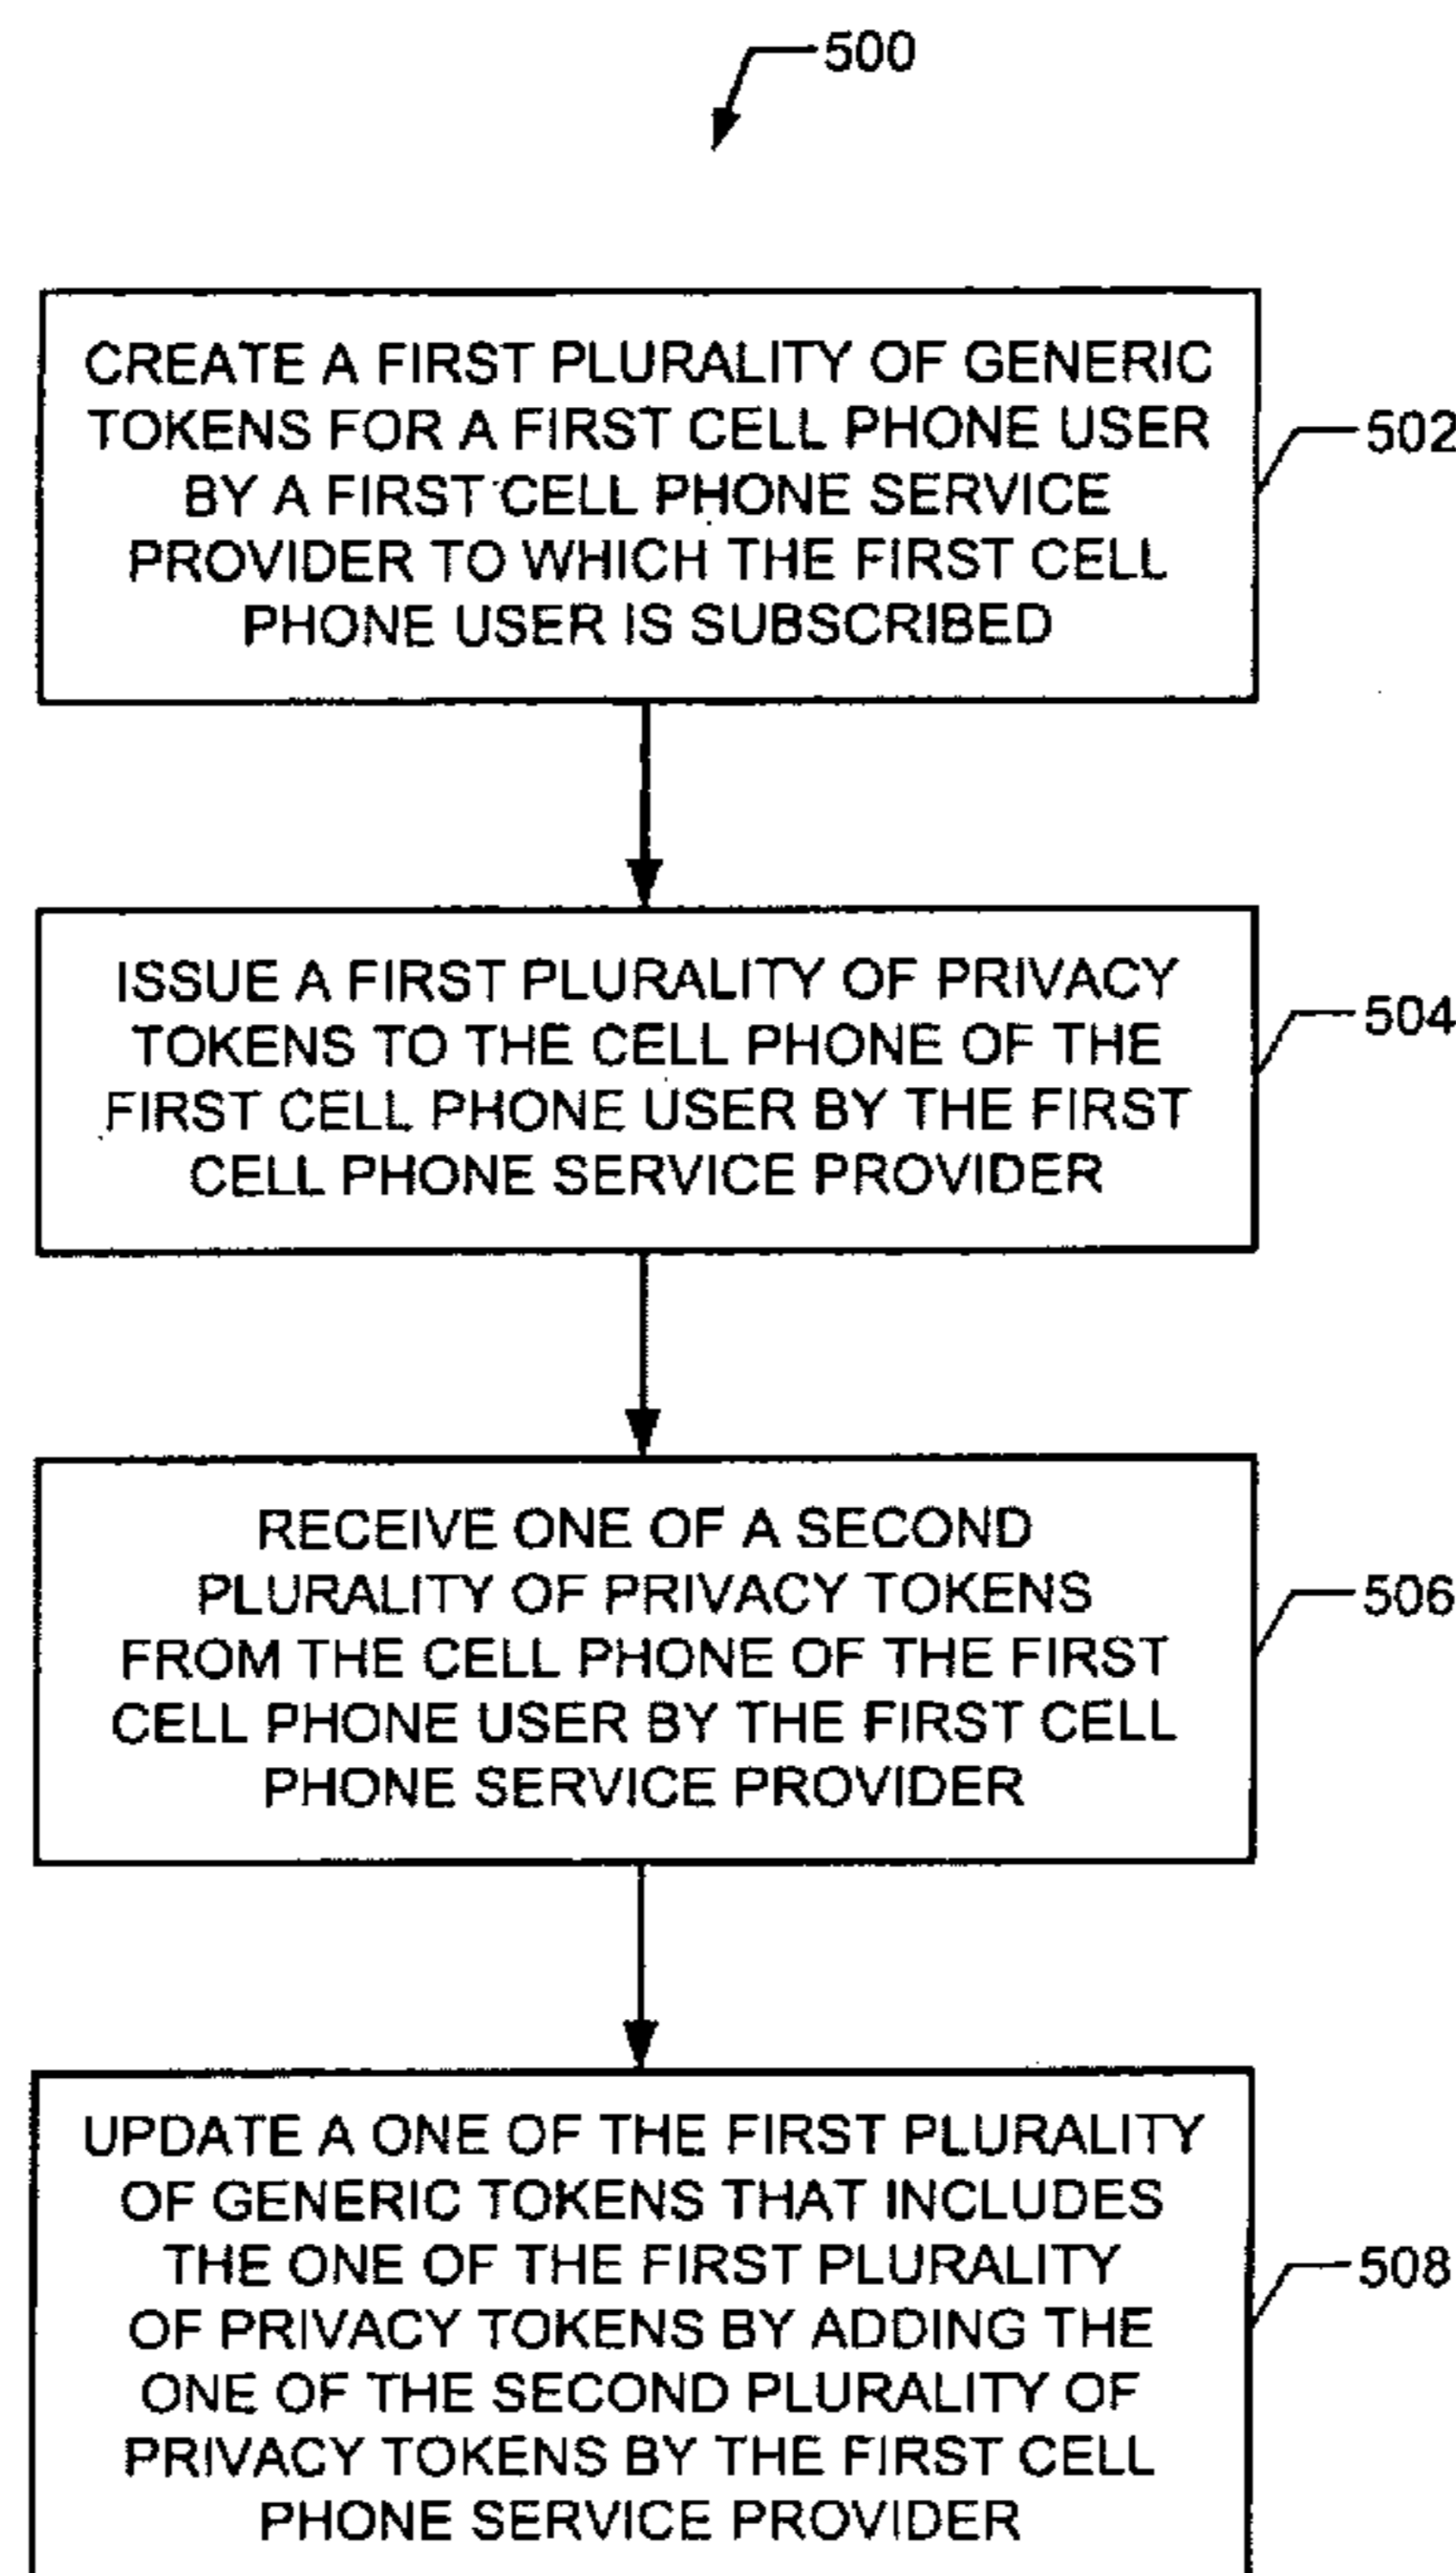 500
CREATE A FIRST PLURALITY OF GENERIC
TOKENS FOR A FIRST CELL PHONE USER
BY A FIRST CELL PHONE SERVICE
PROVIDER TO WHICH THE FIRST CELL
PHONE USER IS SUBSCRIBED
502
ISSUE A FIRST PLURALITY OF PRIVACY
TOKENS TO THE CELL PHONE OF THE
FIRST CELL PHONE USER BY THE FIRST
CELL PHONE SERVICE PROVIDER
504
RECEIVE ONE OF A SECOND
PLURALITY OF PRIVACY TOKENS
FROM THE CELL PHONE OF THE FIRST
CELL PHONE USER BY THE FIRST CELL
PHONE SERVICE PROVIDER
506
UPDATE A ONE OF THE FIRST PLURALITY
OF GENERIC TOKENS THAT INCLUDES
THE ONE OF THE FIRST PLURALITY
OF PRIVACY TOKENS BY ADDING THE
ONE OF THE SECOND PLURALITY OF
PRIVACY TOKENS BY THE FIRST CELL
PHONE SERVICE PROVIDER
508